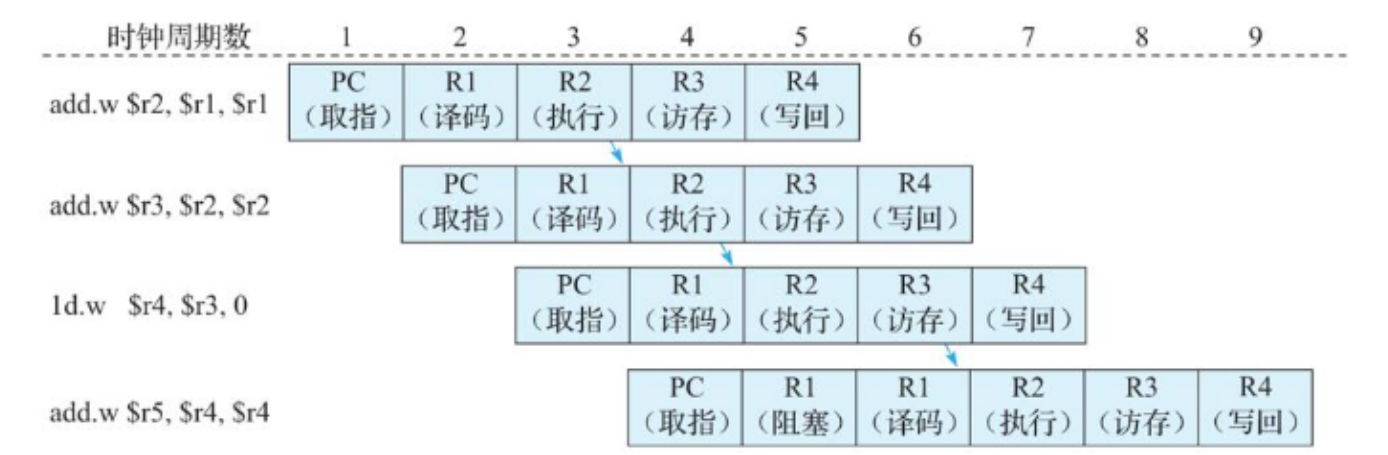 时钟周期数 1 2 3 4 5 6 7 8 9
add.w $r2, $r1, $r1 PC（取指） R1（译码） R2（执行） R3（访存） R4（写回）
add.w $r3, $r2, $r2 PC（取指） R1（译码） R2（执行） R3（访存） R4（写回）
ld.w $r4, $r3, 0 PC（取指） R1（译码） R2（执行） R3（访存） R4（写回）
add.w $r5, $r4, $r4 PC（取指） R1（阻塞） R1（译码） R2（执行） R3（访存） R4（写回）